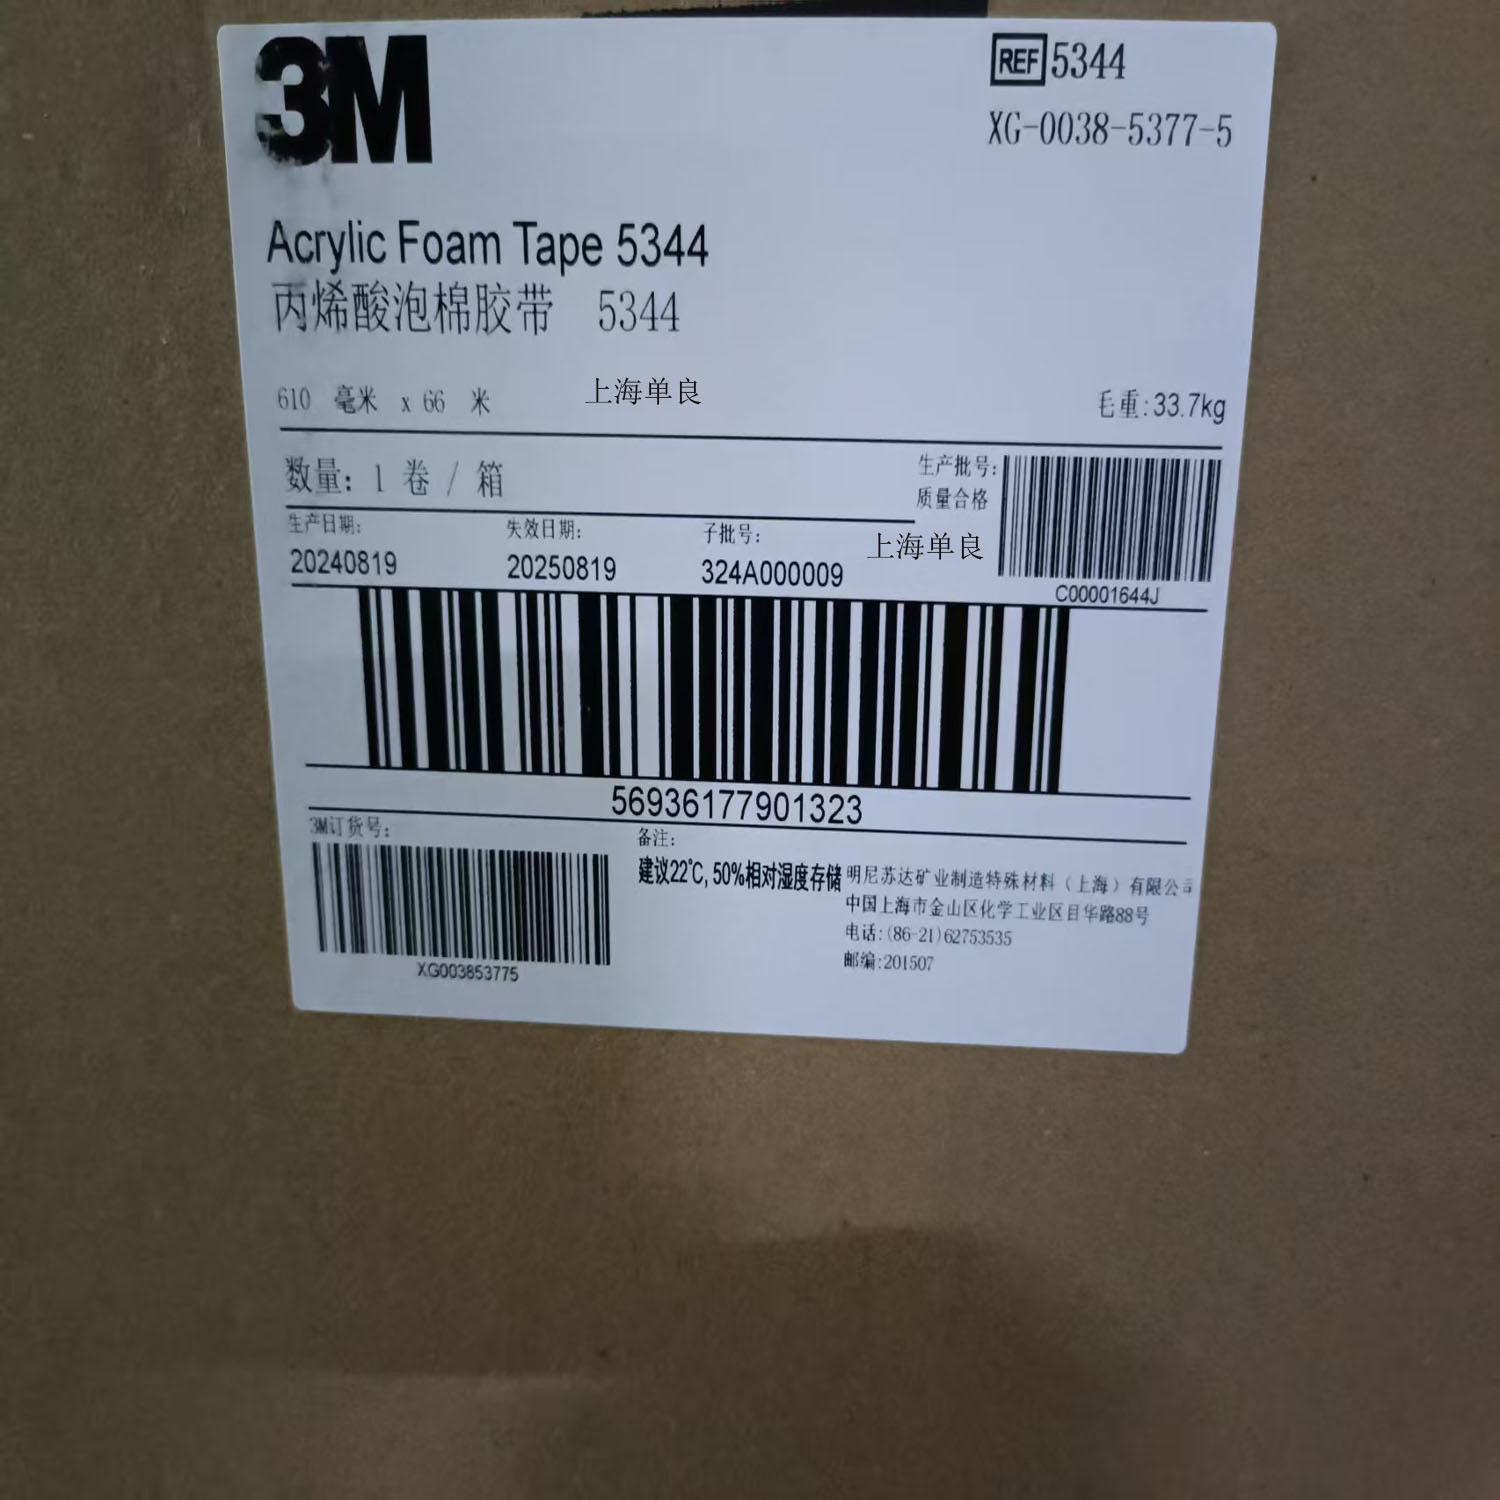 3M
REF 5344
XG-0038-5377-5
Acrylic Foam Tape 5344
丙烯酸泡棉胶带 5344
610 毫米 x 66 米
上海单良
毛重:33.7kg
数量: 1 卷 / 箱
生产批号:
质量合格
生产日期:
失效日期:
子批号:
上海单良
20240819
20250819
324A000009
C00001644J
56936177901323
3M订货号:
备注:
建议22℃, 50%相对湿度存储
明尼苏达矿业制造特殊材料（上海）有限公司
中国上海市金山区化学工业区目华路88号
电话:(86-21)62753535
邮编:201507
XG003853775